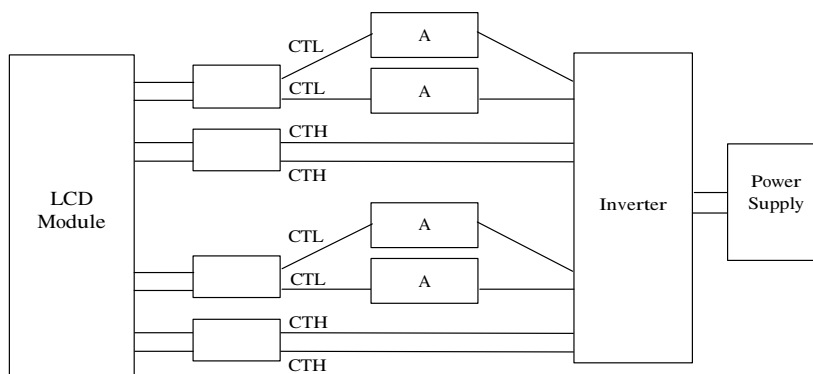 CTL
A
CTL
A
CTH
CTH
LCD
Module
Inverter
Power
Supply
CTL
A
CTL
A
CTH
CTH